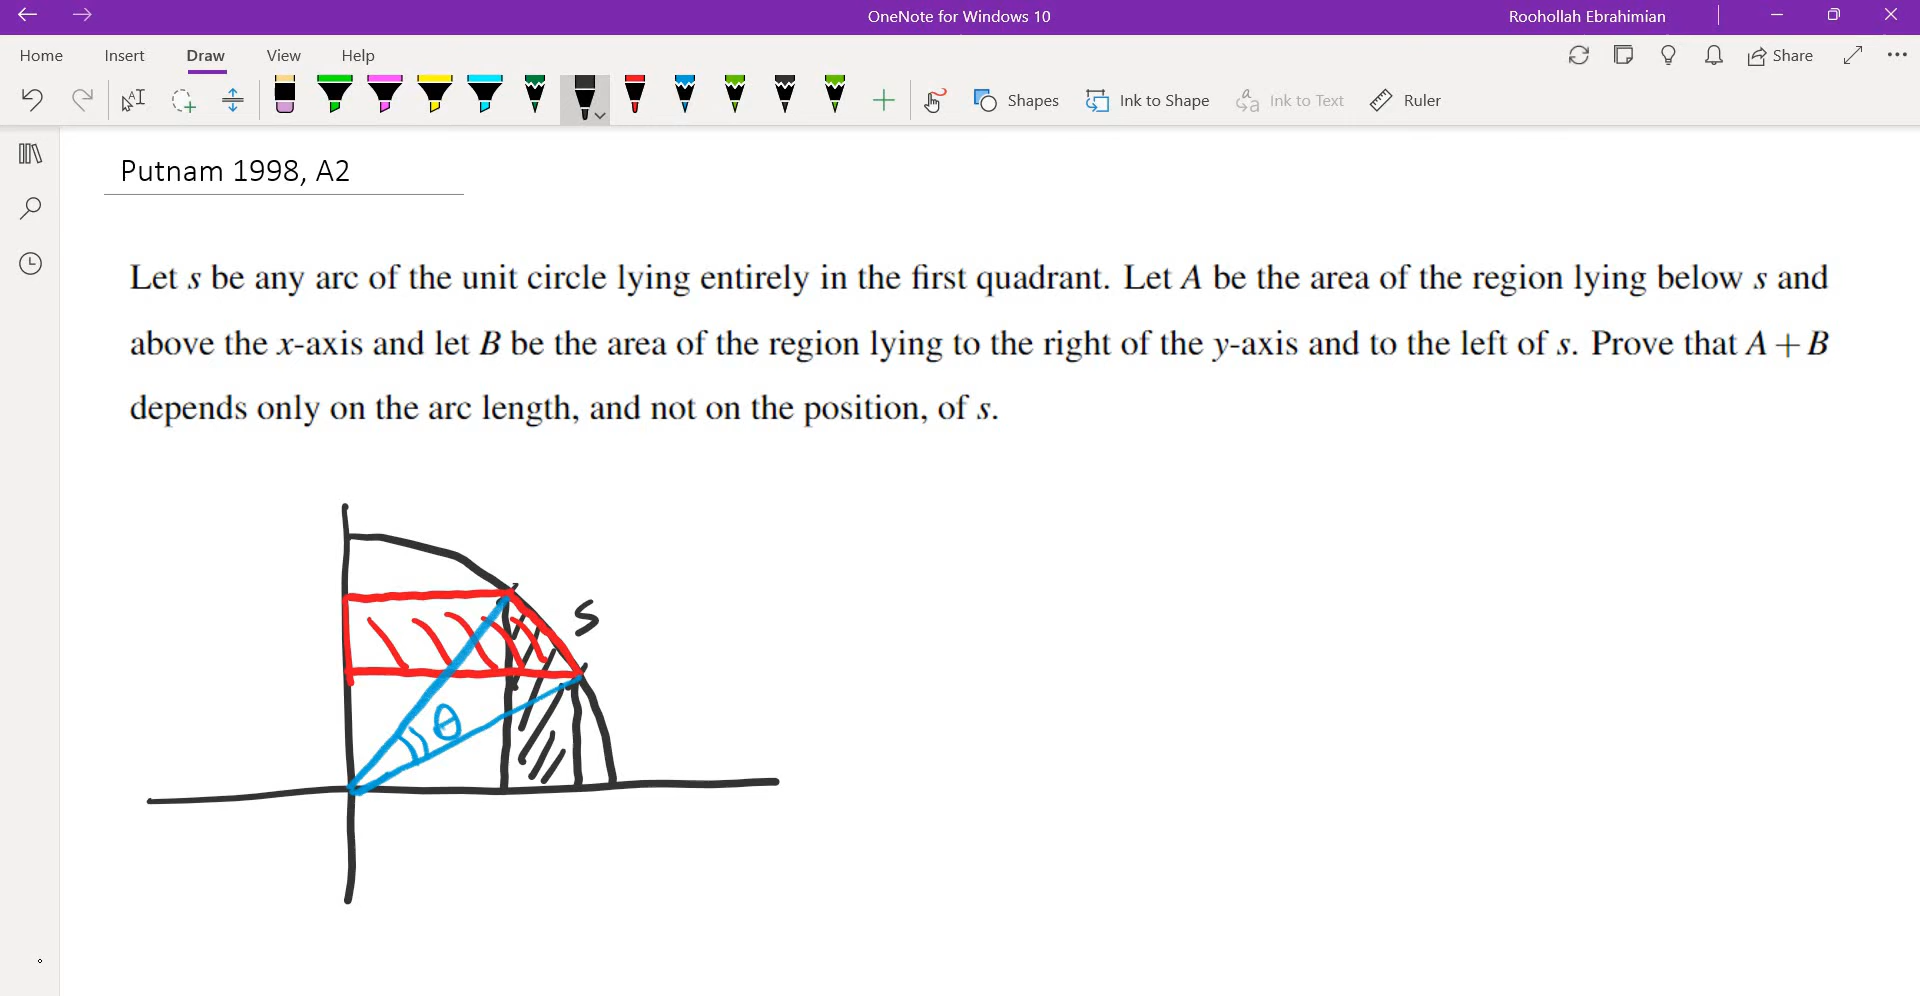 OneNote for Windows 10
Roohollah Ebrahimian
Home Insert Draw View Help
Share
Shapes Ink to Shape Ink to Text Ruler
Putnam 1998, A2
Let s be any arc of the unit circle lying entirely in the first quadrant. Let A be the area of the region lying below s and
above the x-axis and let B be the area of the region lying to the right of the y-axis and to the left of s. Prove that A + B
depends only on the arc length, and not on the position, of s.
s
θ